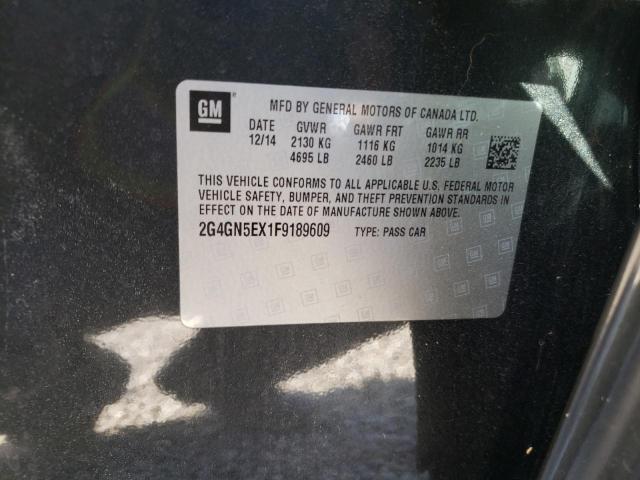 GM
MFD BY GENERAL MOTORS OF CANADA LTD.
DATE GVWR GAWR FRT GAWR RR
12/14 2130 KG 1116 KG 1014 KG
4695 LB 2460 LB 2235 LB
THIS VEHICLE CONFORMS TO ALL APPLICABLE U.S. FEDERAL MOTOR
VEHICLE SAFETY, BUMPER, AND THEFT PREVENTION STANDARDS IN
EFFECT ON THE DATE OF MANUFACTURE SHOWN ABOVE.
2G4GN5EX1F9189609 TYPE: PASS CAR